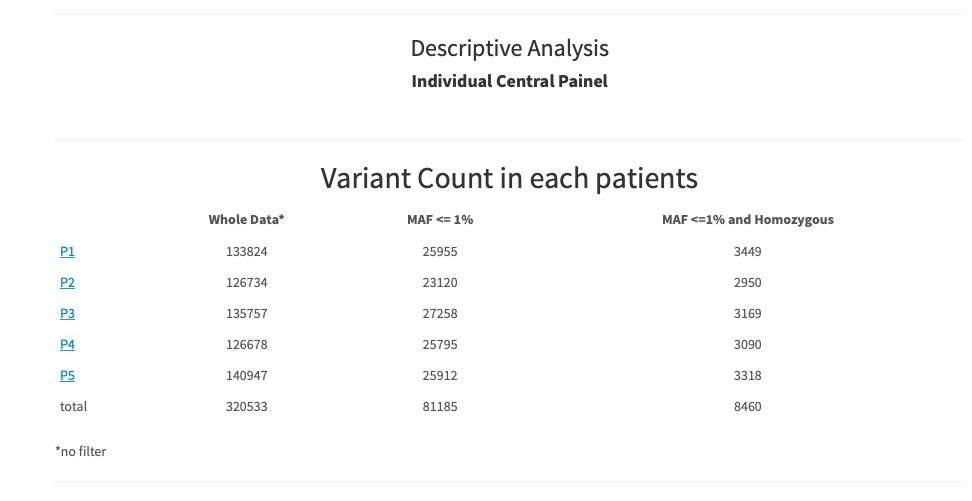 Descriptive Analysis
Individual Central Painel
Variant Count in each patients
Whole Data* MAF <= 1% MAF <=1% and Homozygous
P1 133824 25955 3449
P2 126734 23120 2950
P3 135757 27258 3169
P4 126678 25795 3090
P5 140947 25912 3318
total 320533 81185 8460
*no filter